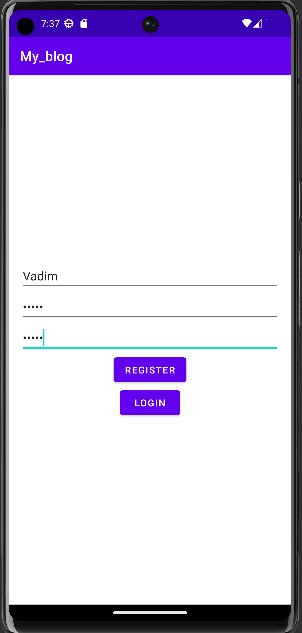 7:37
My_blog
Vadim
•••••
•••••
REGISTER
LOGIN